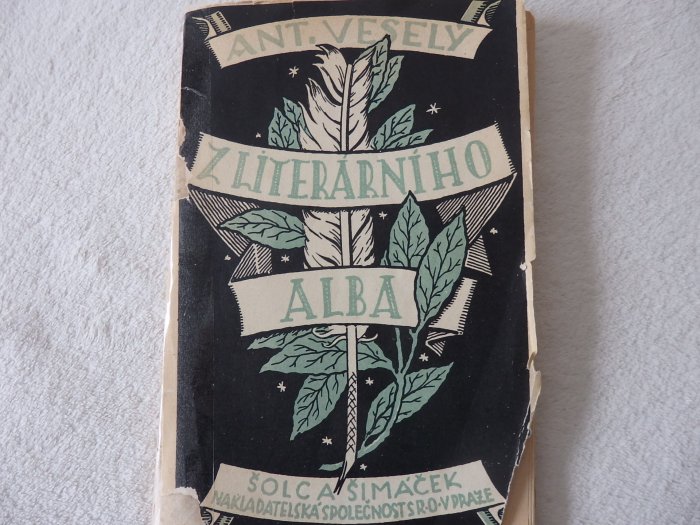 ANT. VESELÝ
Z LITERÁRNÍHO
ALBA
ŠOLC A ŠIMÁČEK
NAKLADATELSKÁ SPOLEČNOST S R·O·V PRAZE